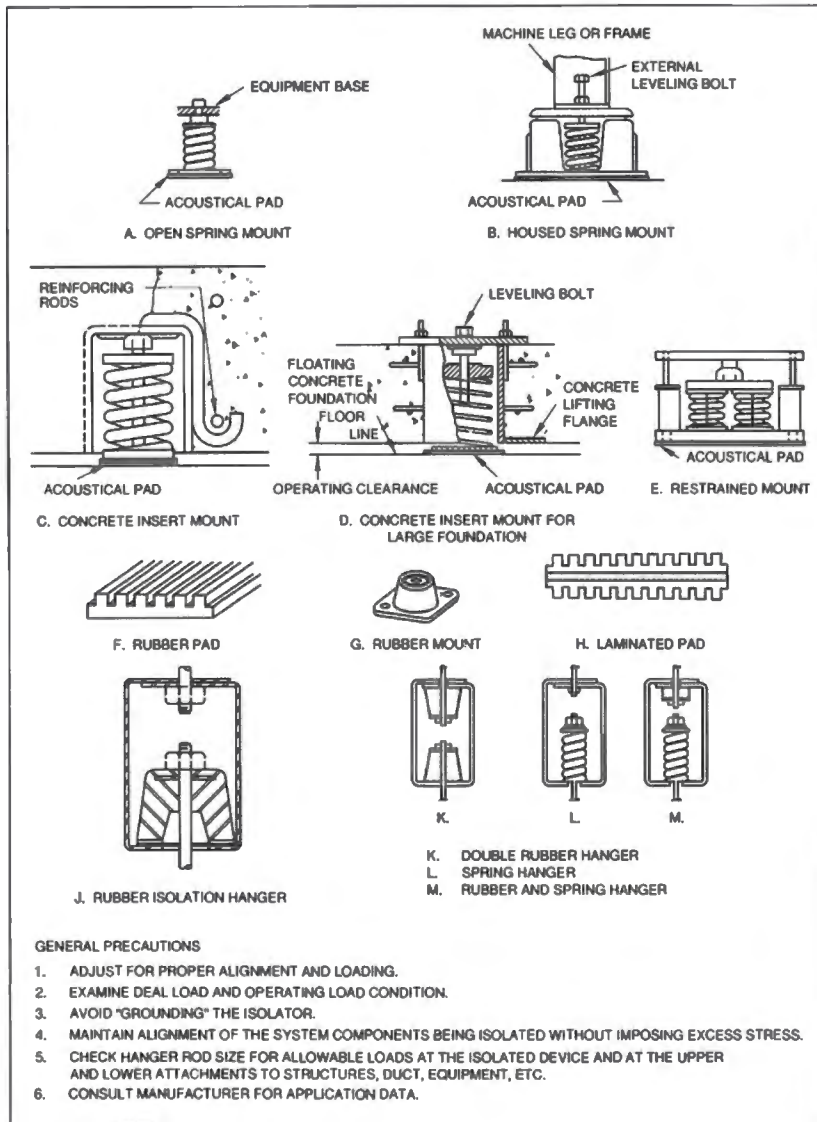 MACHINE LEG OR FRAME
EQUIPMENT BASE
EXTERNAL
LEVELING BOLT
ACOUSTICAL PAD
ACOUSTICAL PAD
A. OPEN SPRING MOUNT
B. HOUSED SPRING MOUNT
REINFORCING
RODS
LEVELING BOLT
FLOATING
CONCRETE
FOUNDATION
FLOOR
LINE
CONCRETE
LIFTING
FLANGE
ACOUSTICAL PAD
OPERATING CLEARANCE
ACOUSTICAL PAD
ACOUSTICAL PAD
E. RESTRAINED MOUNT
C. CONCRETE INSERT MOUNT
D. CONCRETE INSERT MOUNT FOR
LARGE FOUNDATION
F. RUBBER PAD
G. RUBBER MOUNT
H. LAMINATED PAD
K.
L.
M.
J. RUBBER ISOLATION HANGER
K. DOUBLE RUBBER HANGER
L SPRING HANGER
M. RUBBER AND SPRING HANGER
GENERAL PRECAUTIONS
1. ADJUST FOR PROPER ALIGNMENT AND LOADING.
2. EXAMINE DEAL LOAD AND OPERATING LOAD CONDITION.
3. AVOID "GROUNDING" THE ISOLATOR.
4. MAINTAIN ALIGNMENT OF THE SYSTEM COMPONENTS BEING ISOLATED WITHOUT IMPOSING EXCESS STRESS.
5. CHECK HANGER ROD SIZE FOR ALLOWABLE LOADS AT THE ISOLATED DEVICE AND AT THE UPPER
AND LOWER ATTACHMENTS TO STRUCTURES, DUCT, EQUIPMENT, ETC.
6. CONSULT MANUFACTURER FOR APPLICATION DATA.